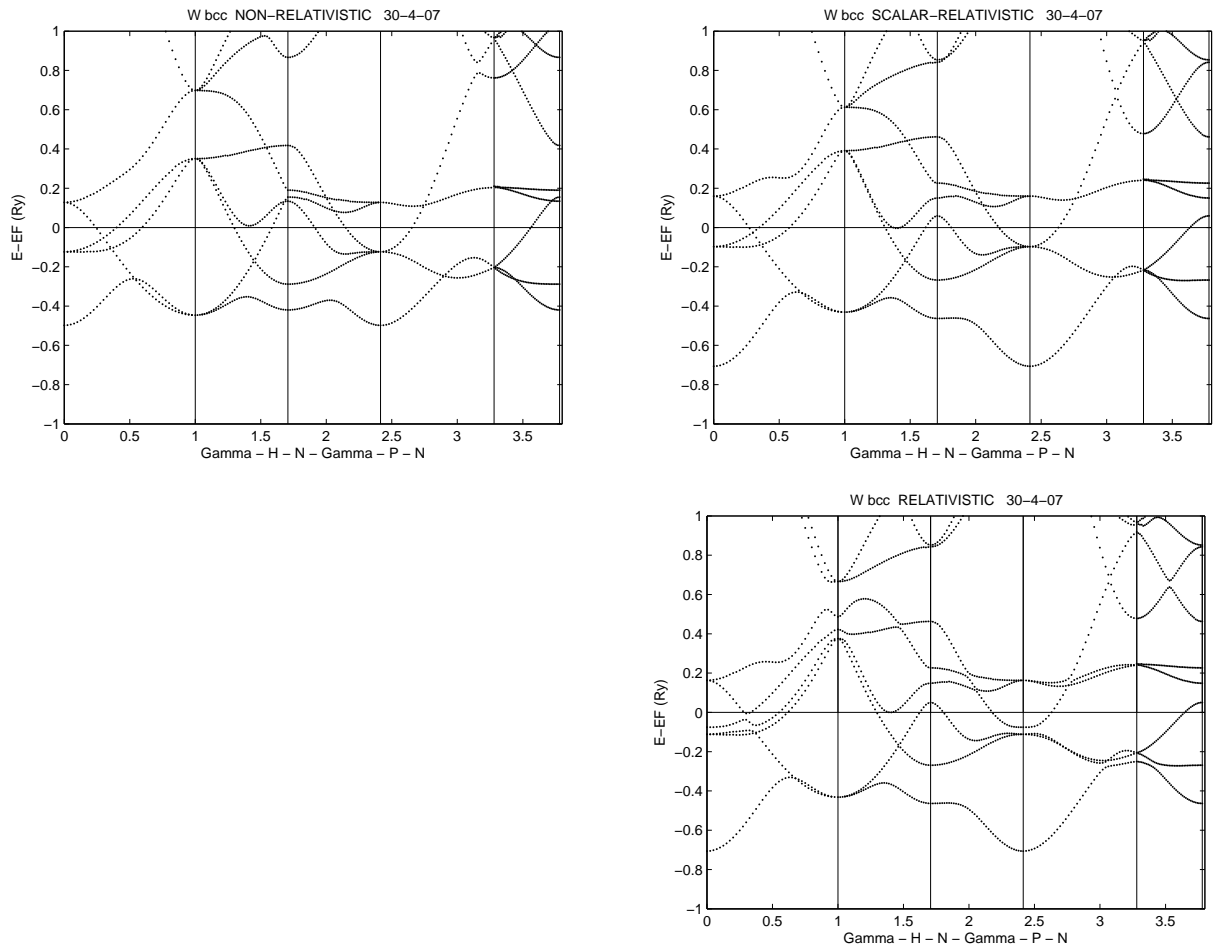 W bcc NON−RELATIVISTIC 30−4−07
1
0.8
0.6
0.4
0.2
0
−0.2
−0.4
−0.6
−0.8
−1
E−EF (Ry)
0 0.5 1 1.5 2 2.5 3 3.5
Gamma − H − N − Gamma − P − N
W bcc SCALAR−RELATIVISTIC 30−4−07
1
0.8
0.6
0.4
0.2
0
−0.2
−0.4
−0.6
−0.8
−1
E−EF (Ry)
0 0.5 1 1.5 2 2.5 3 3.5
Gamma − H − N − Gamma − P − N
W bcc RELATIVISTIC 30−4−07
1
0.8
0.6
0.4
0.2
0
−0.2
−0.4
−0.6
−0.8
−1
E−EF (Ry)
0 0.5 1 1.5 2 2.5 3 3.5
Gamma − H − N − Gamma − P − N